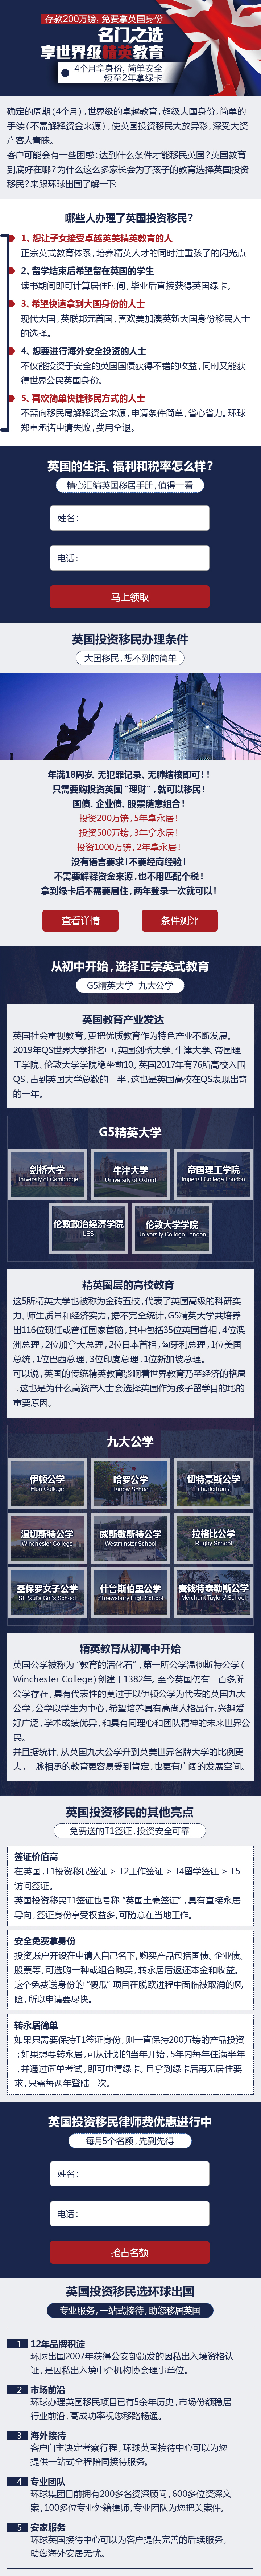 存款200万镑，免费拿英国身份
名门之选
享世界级精英教育
4个月拿身份，简单安全
短至2年拿绿卡
确定的周期(4个月)，世界级的卓越教育，超级大国身份，简单的
手续(不需解释资金来源)，使英国投资移民大放异彩，深受大资
产客人青睐。
客户可能会有一些困惑：达到什么条件才能移民英国？英国教育
到底好在哪？为什么这么多家长会为了孩子的教育选择英国投资
移民？来跟环球出国了解一下：
哪些人办理了英国投资移民？
1、想让子女接受卓越英美精英教育的人
正宗英式教育体系，培养精英人才的同时注重孩子的闪光点
2、留学结束后希望留在英国的学生
读书期间即可计算居住时间，毕业后直接获得英国绿卡。
3、希望快速拿到大国身份的人士
现代大国，英联邦元首国，喜欢美加澳英新大国身份移民人士
的选择。
4、想要进行海外安全投资的人士
不仅能投资于安全的英国国债获得不错的收益，同时又能获
得世界公民英国身份。
5、喜欢简单快捷移民方式的人士
不需向移民局解释资金来源，申请条件简单，省心省力。环球
郑重承诺申请失败，费用全退。
英国的生活、福利和税率怎么样？
精心汇编英国移居手册，值得一看
姓名：
电话：
马上领取
英国投资移民办理条件
大国移民，想不到的简单
年满18周岁、无犯罪记录、无肺结核即可！！
只需要购投资英国“理财”，就可以移民！
国债、企业债、股票随意组合！
投资200万镑，5年拿永居！
投资500万镑，3年拿永居！
投资1000万镑，2年拿永居！
没有语言要求！不要经商经验！
不需要解释资金来源，也不用匹配个税！
拿到绿卡后不需要居住，两年登录一次就可以！
查看详情
条件测评
从初中开始，选择正宗英式教育
G5精英大学 九大公学
英国教育产业发达
英国社会重视教育，更把优质教育作为特色产业不断发展。
2019年QS世界大学排名中，英国剑桥大学、牛津大学、帝国理
工学院、伦敦大学学院稳坐前10。英国2017年有76所高校入围
QS，占到英国大学总数的一半，这也是英国高校在QS表现出奇
的一年。
G5精英大学
剑桥大学
University of Cambridge
牛津大学
University of Oxford
帝国理工学院
Imperial College London
伦敦政治经济学院
LES
伦敦大学学院
University College London
精英圈层的高校教育
这5所精英大学也被称为金砖五校，代表了英国高级的科研实
力、师生质量和经济实力，据不完全统计，G5精英大学共培养
出116位现任或曾任国家首脑，其中包括35位英国首相，4位澳
洲总理，2位加拿大总理，2位日本首相，匈牙利总理，1位美国
总统，1位巴西总理，3位印度总理，1位新加坡总理。
可以说，英国的传统精英教育影响着世界教育乃至经济的格局
，这也是为什么高资产人士会选择英国作为孩子留学目的地的
重要原因。
九大公学
伊顿公学
Eton College
哈罗公学
Harrow School
切特豪斯公学
charterhous
温切斯特公学
Winchester College
威斯敏斯特公学
Westminster School
拉格比公学
Rugby School
圣保罗女子公学
St Paul's Girl's School
什鲁斯伯里公学
Shrewsbury High School
麦钱特泰勒斯公学
Merchant Taylors' School
精英教育从初高中开始
英国公学被称为“教育的活化石”，第一所公学温彻斯特公学(
Winchester College)创建于1382年。至今英国仍有一百多所
公学存在，具有代表性的莫过于以伊顿公学为代表的英国九大
公学，公学以学生为中心，希望培养具有高尚人格品行，兴趣爱
好广泛，学术成绩优异，和具有同理心和团队精神的未来世界公
民。
并且据统计，从英国九大公学升到英美世界名牌大学的比例更
大，一脉相承的教育更容易受到肯定，也更有广阔的发展空间。
英国投资移民的其他亮点
免费送的T1签证，投资安全可靠
签证价值高
在英国，T1投资移民签证 > T2工作签证 > T4留学签证 > T5
访问签证。
英国投资移民T1签证也号称“英国土豪签证”，具有直接永居
导向，签证身份享受权益多，可随意在当地工作。
安全免费拿身份
投资账户开设在申请人自己名下，购买产品包括国债、企业债、
股票等，可选购一种或组合购买，转永居后返还本金和收益。
这个免费送身份的“傻瓜”项目在脱欧进程中面临被取消的风
险，所以申请要尽快。
转永居简单
如果只需要保持T1签证身份，则一直保持200万镑的产品投资
；如果想要转永居，可从计划的当年开始，5年内每年住满半年
，并通过简单考试，即可申请绿卡。且拿到绿卡后再无居住要
求，只需每两年登陆一次。
英国投资移民律师费优惠进行中
每月5个名额，先到先得
姓名：
电话：
抢占名额
英国投资移民选环球出国
专业服务，一站式接待，助您移居英国
1 12年品牌积淀
环球出国2007年获得公安部颁发的因私出入境资格认
证，是因私出入境中介机构协会理事单位。
2 市场前沿
环球办理英国移民项目已有5余年历史，市场份额稳居
行业前沿，高成功率祝您移路畅通。
3 海外接待
客户自主决定考察行程，环球英国接待中心可以为您
提供一站式全程陪同接待服务。
4 专业团队
环球集团目前拥有200多名资深顾问，600多位资深文
案，100多位专业外籍律师，专业团队为您把关案件。
5 安家服务
环球英国接待中心可以为客户提供完善的后续服务，
助您海外安居无忧。